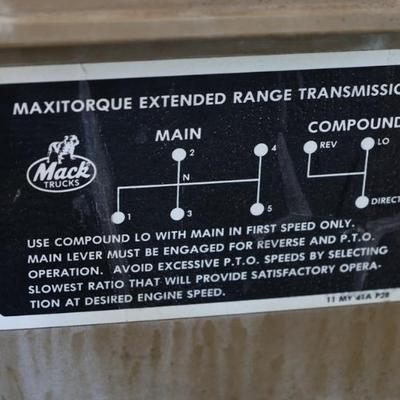 MAXITORQUE EXTENDED RANGE TRANSMISSIO
MAIN
COMPOUND
2
4
REV
LO
N
Mack
TRUCKS
1
3
5
DIRECT
USE COMPOUND LO WITH MAIN IN FIRST SPEED ONLY.
MAIN LEVER MUST BE ENGAGED FOR REVERSE AND P.T.O.
OPERATION. AVOID EXCESSIVE P.T.O. SPEEDS BY SELECTING
SLOWEST RATIO THAT WILL PROVIDE SATISFACTORY OPERA-
TION AT DESIRED ENGINE SPEED.
11 MY 41A P28